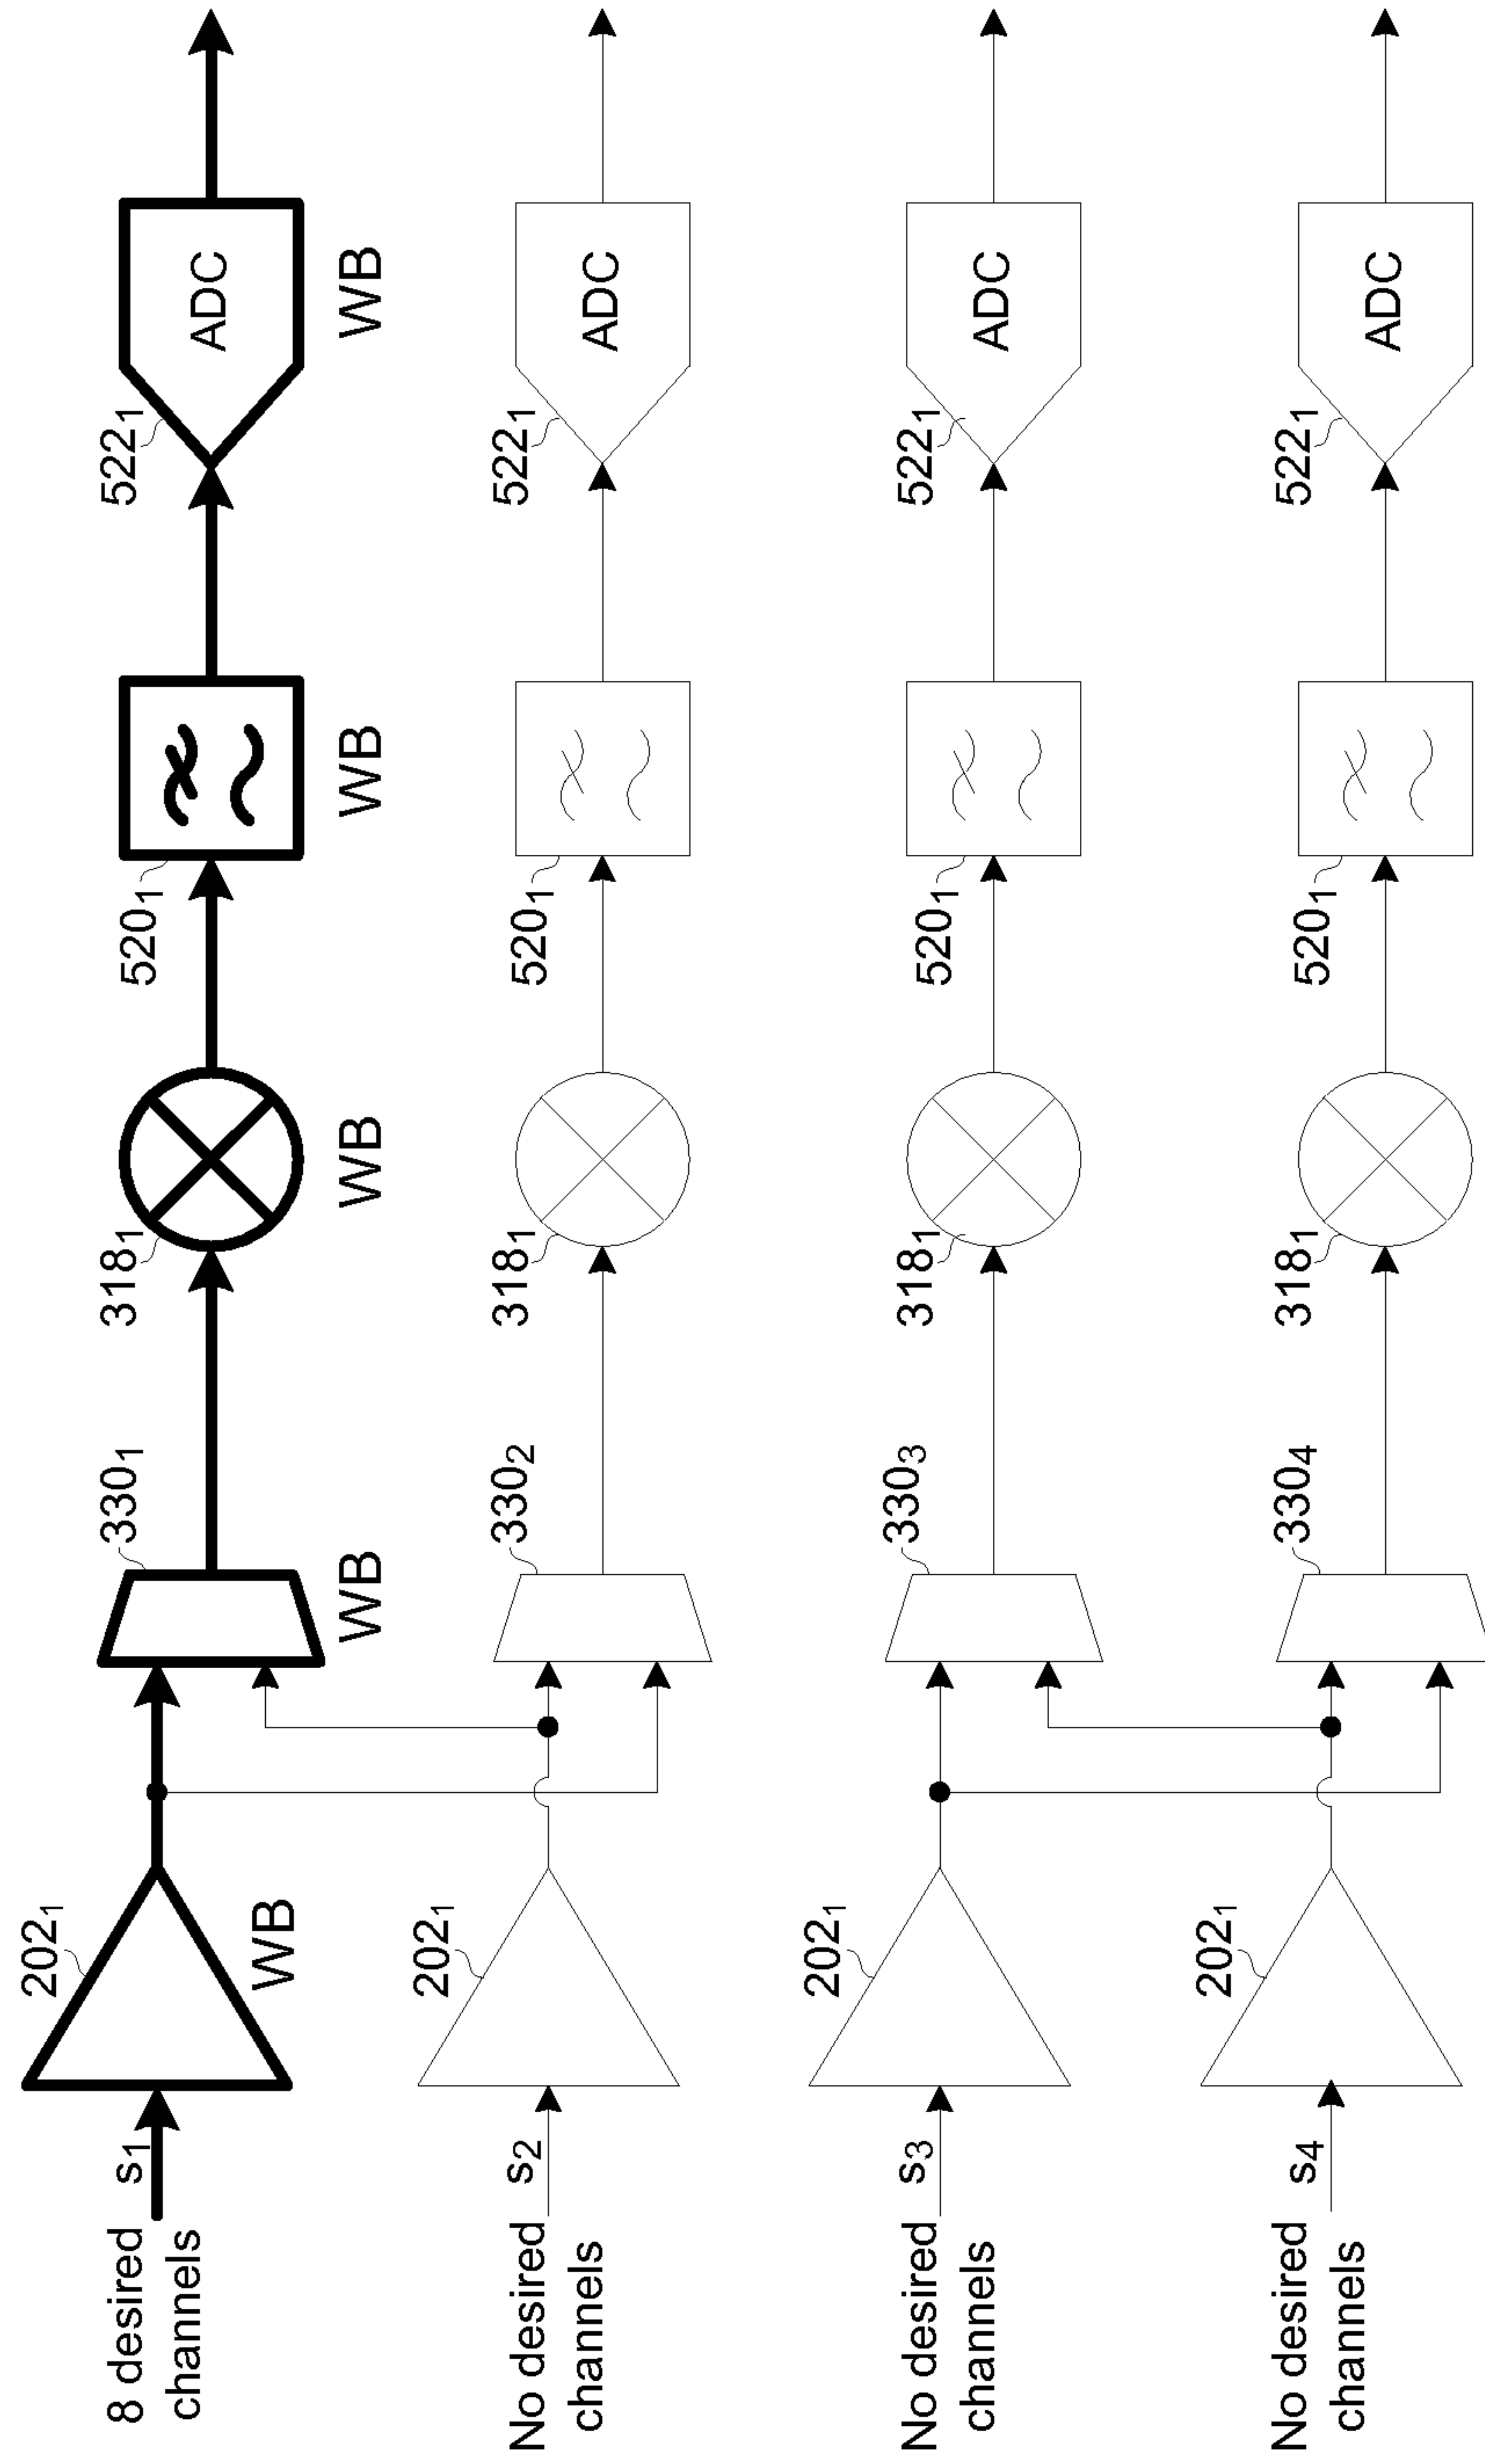 8 desired
channels
s1
2021
WB
3301
WB
3181
WB
5201
WB
5221
ADC
WB
No desired
channels
s2
2021
3302
3181
5201
5221
ADC
No desired
channels
s3
2021
3303
3181
5201
5221
ADC
No desired
channels
s4
2021
3304
3181
5201
5221
ADC